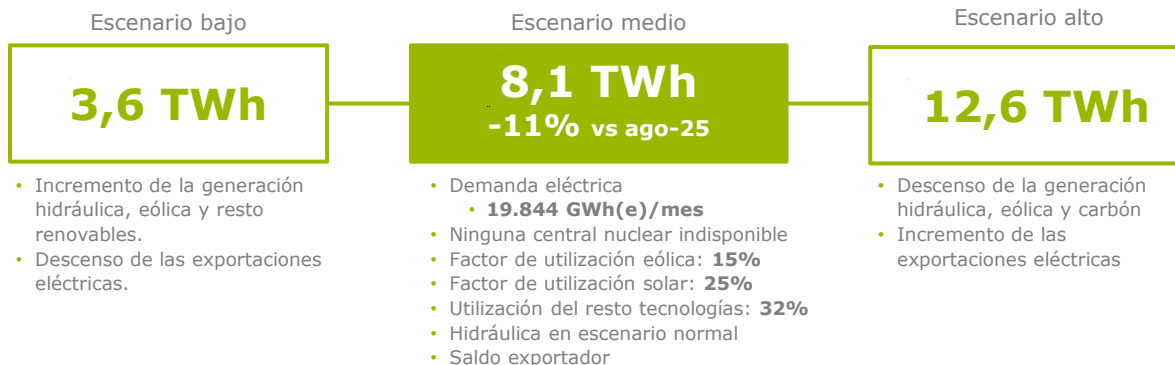 Escenario bajo
3,6 TWh
• Incremento de la generación
hidráulica, eólica y resto
renovables.
• Descenso de las exportaciones
eléctricas.
Escenario medio
8,1 TWh
-11% vs ago-25
• Demanda eléctrica
• 19.844 GWh(e)/mes
• Ninguna central nuclear indisponible
• Factor de utilización eólica: 15%
• Factor de utilización solar: 25%
• Utilización del resto tecnologías: 32%
• Hidráulica en escenario normal
• Saldo exportador
Escenario alto
12,6 TWh
• Descenso de la generación
hidráulica, eólica y carbón
• Incremento de las
exportaciones eléctricas